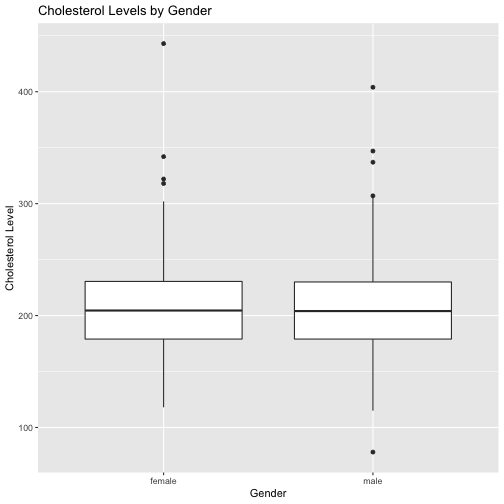 Cholesterol Levels by Gender
400
300
200
100
Cholesterol Level
female male
Gender